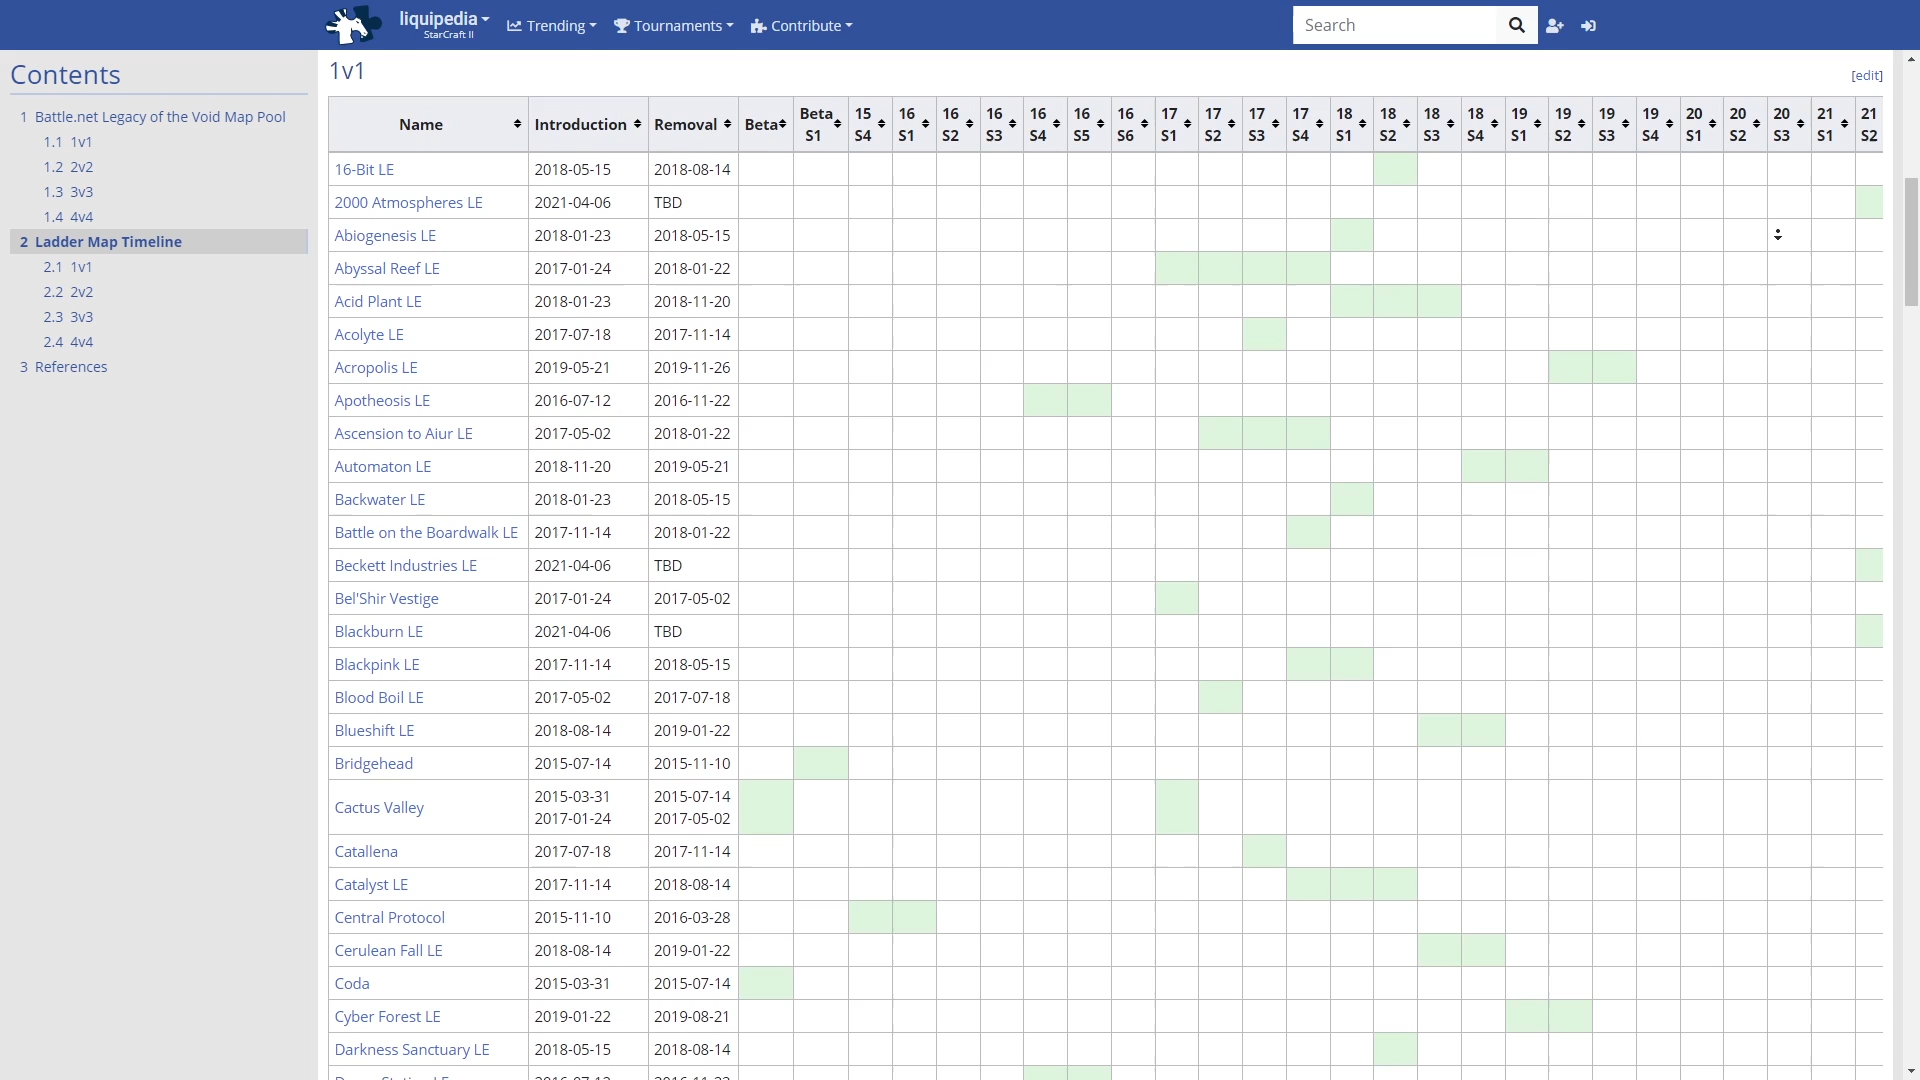 liquipedia
StarCraft II
Trending
Tournaments
Contribute
Search
Contents
1 Battle.net Legacy of the Void Map Pool
1.1 1v1
1.2 2v2
1.3 3v3
1.4 4v4
2 Ladder Map Timeline
2.1 1v1
2.2 2v2
2.3 3v3
2.4 4v4
3 References
1v1
[edit]
Name Introduction Removal Beta Beta S1 15 S4 16 S1 16 S2 16 S3 16 S4 16 S5 16 S6 17 S1 17 S2 17 S3 17 S4 18 S1 18 S2 18 S3 18 S4 19 S1 19 S2 19 S3 19 S4 20 S1 20 S2 20 S3 21 S1 21 S2
16-Bit LE 2018-05-15 2018-08-14
2000 Atmospheres LE 2021-04-06 TBD
Abiogenesis LE 2018-01-23 2018-05-15
Abyssal Reef LE 2017-01-24 2018-01-22
Acid Plant LE 2018-01-23 2018-11-20
Acolyte LE 2017-07-18 2017-11-14
Acropolis LE 2019-05-21 2019-11-26
Apotheosis LE 2016-07-12 2016-11-22
Ascension to Aiur LE 2017-05-02 2018-01-22
Automaton LE 2018-11-20 2019-05-21
Backwater LE 2018-01-23 2018-05-15
Battle on the Boardwalk LE 2017-11-14 2018-01-22
Beckett Industries LE 2021-04-06 TBD
Bel'Shir Vestige 2017-01-24 2017-05-02
Blackburn LE 2021-04-06 TBD
Blackpink LE 2017-11-14 2018-05-15
Blood Boil LE 2017-05-02 2017-07-18
Blueshift LE 2018-08-14 2019-01-22
Bridgehead 2015-07-14 2015-11-10
Cactus Valley 2015-03-31 2015-07-14
2017-01-24 2017-05-02
Catallena 2017-07-18 2017-11-14
Catalyst LE 2017-11-14 2018-08-14
Central Protocol 2015-11-10 2016-03-28
Cerulean Fall LE 2018-08-14 2019-01-22
Coda 2015-03-31 2015-07-14
Cyber Forest LE 2019-01-22 2019-08-21
Darkness Sanctuary LE 2018-05-15 2018-08-14